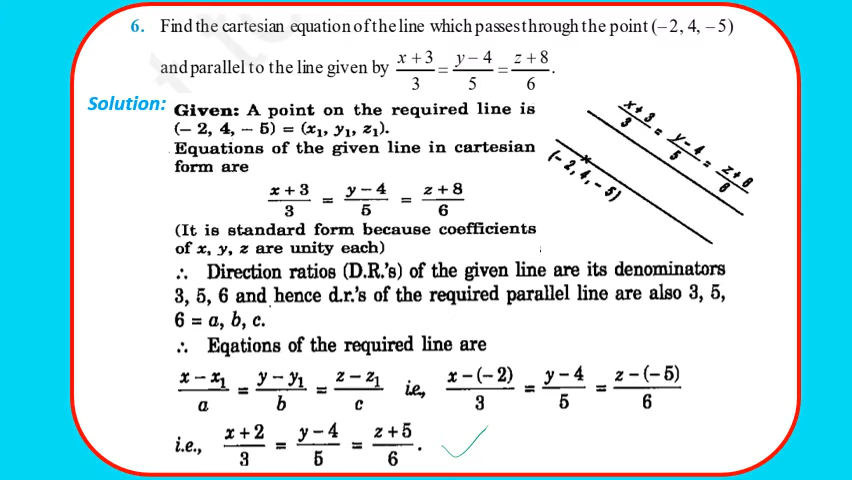 6. Find the cartesian equation of the line which passes through the point (−2, 4, −5)
and parallel to the line given by (x + 3)/3 = (y − 4)/5 = (z + 8)/6.
Solution:
Given: A point on the required line is
(− 2, 4, − 5) = (x₁, y₁, z₁).
Equations of the given line in cartesian
form are
(x + 3)/3 = (y − 4)/5 = (z + 8)/6
(It is standard form because coefficients
of x, y, z are unity each)
(x + 3)/3 = (y − 4)/5 = (z + 8)/6
(− 2, 4, − 5)
∴ Direction ratios (D.R.'s) of the given line are its denominators
3, 5, 6 and hence d.r.'s of the required parallel line are also 3, 5,
6 = a, b, c.
∴ Eqations of the required line are
(x − x₁)/a = (y − y₁)/b = (z − z₁)/c i.e., (x − (− 2))/3 = (y − 4)/5 = (z − (− 5))/6
i.e., (x + 2)/3 = (y − 4)/5 = (z + 5)/6.